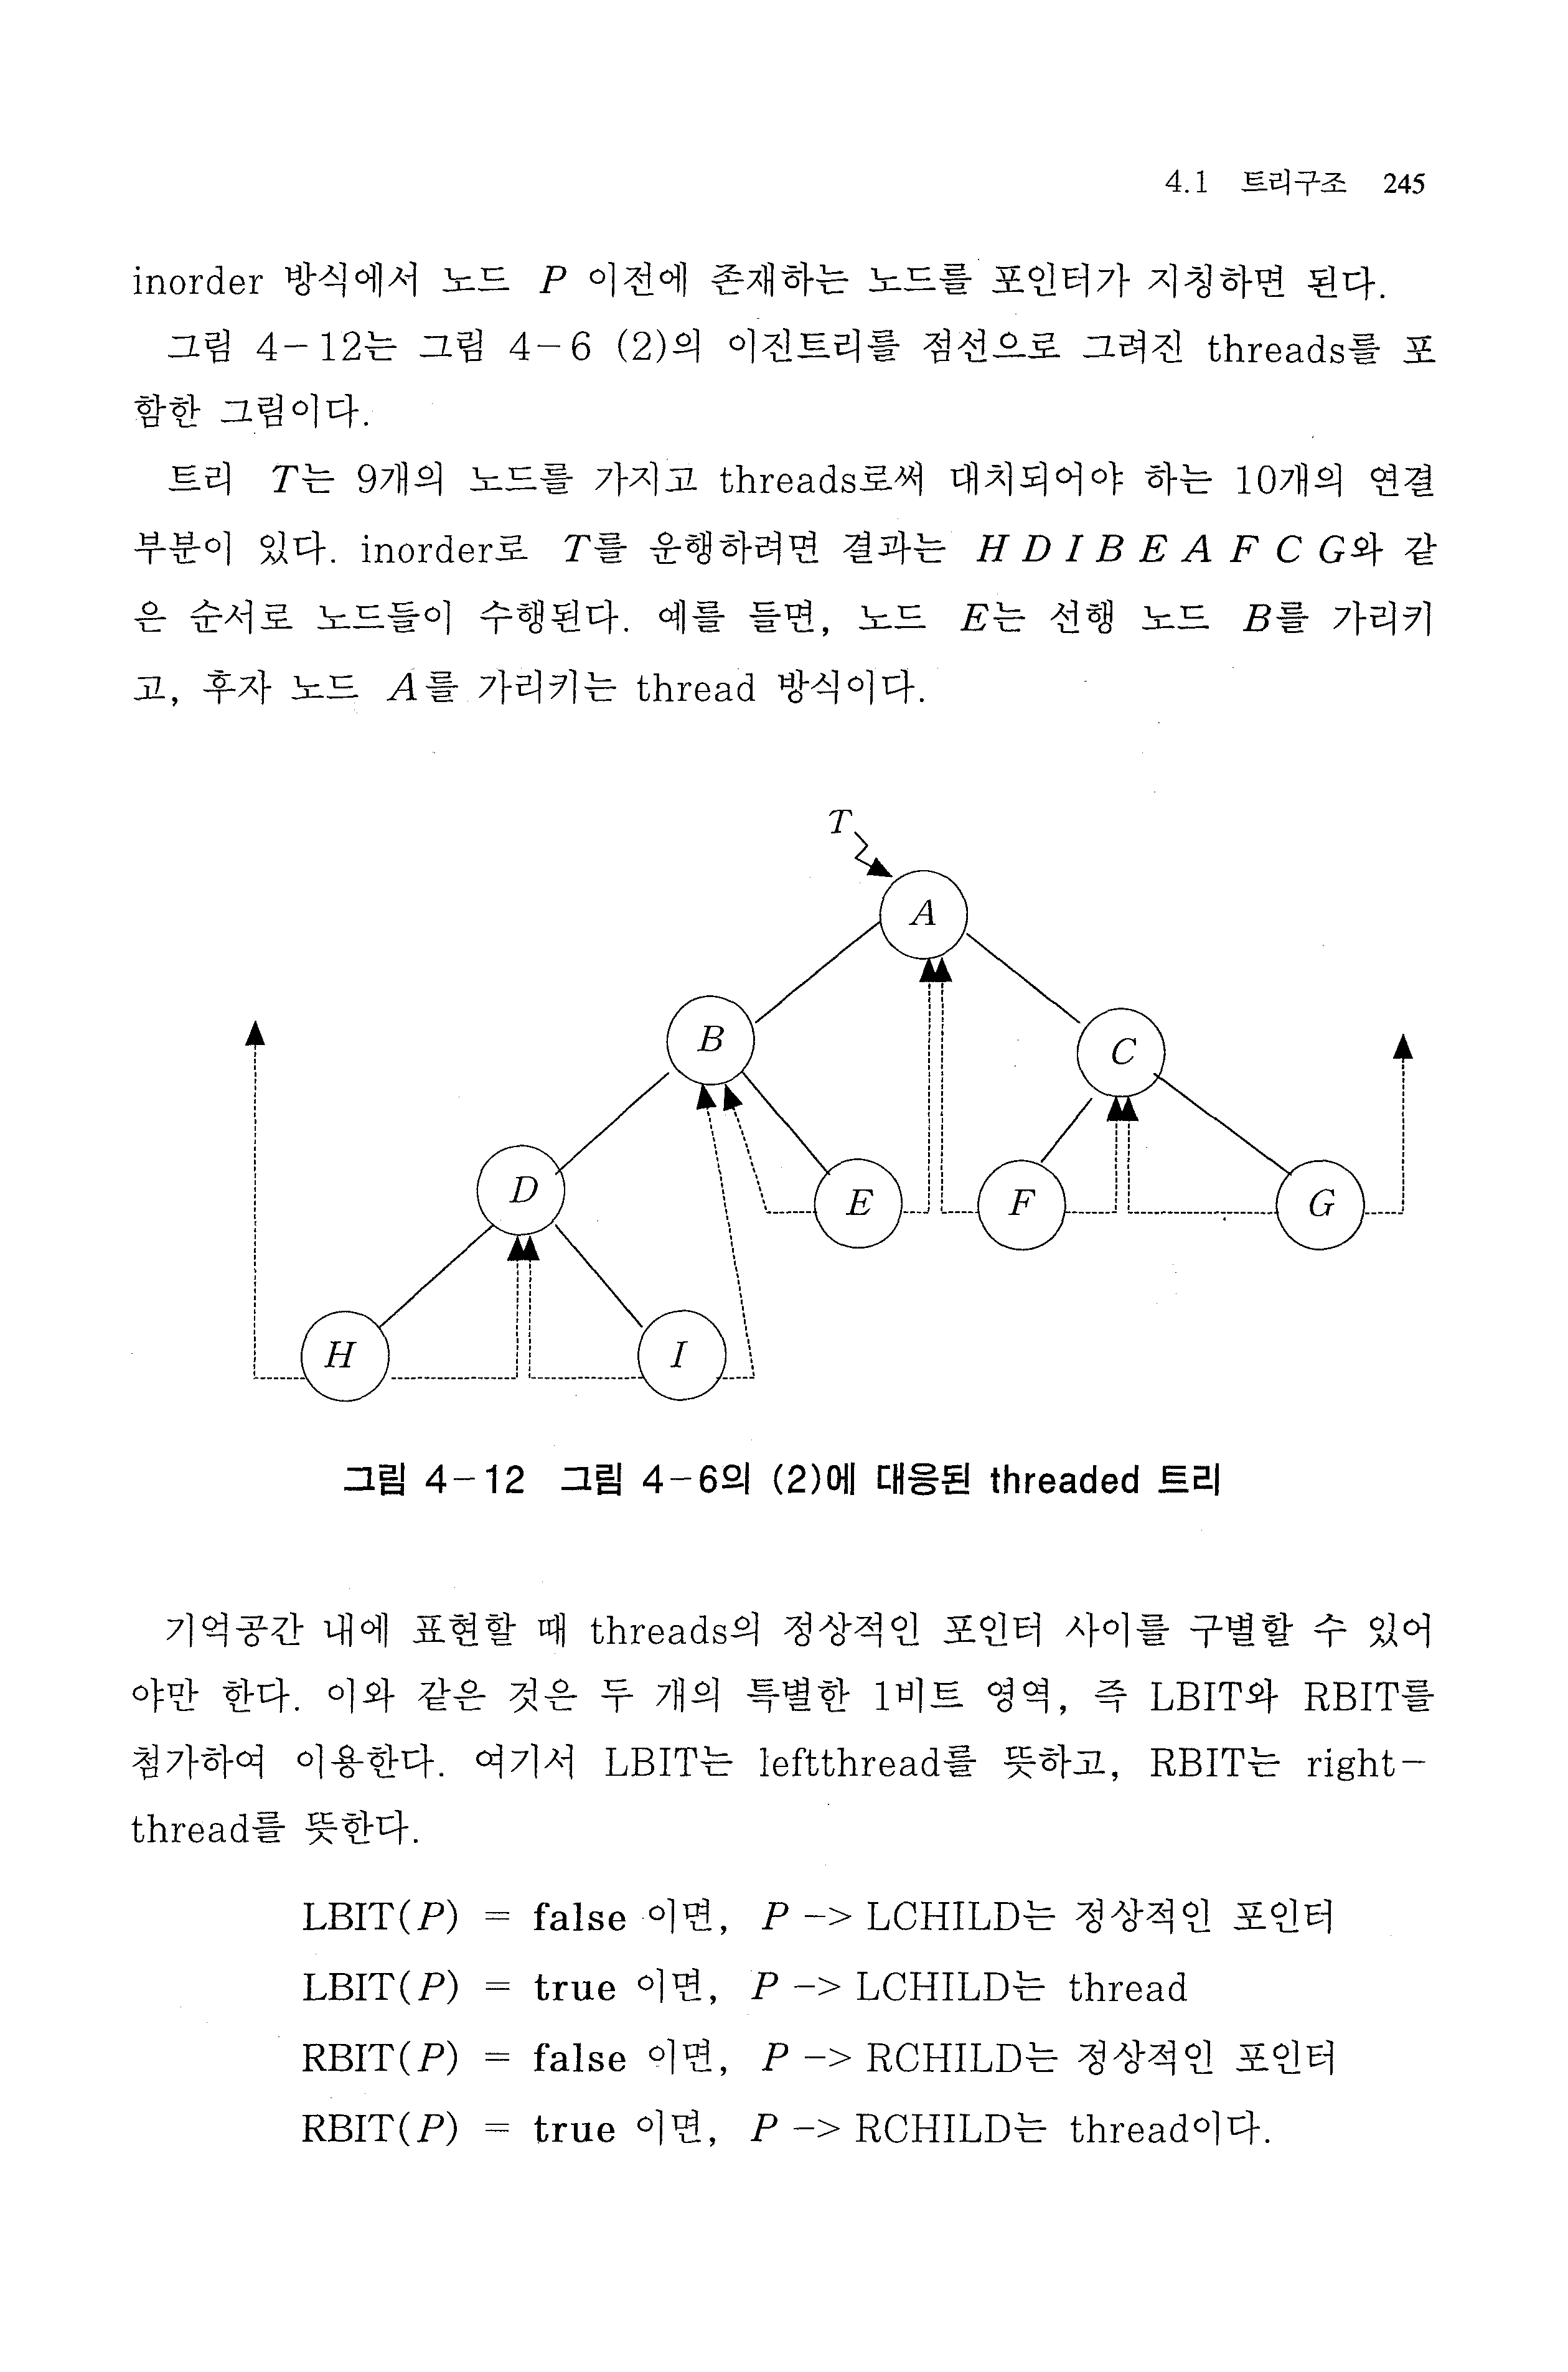 4.1 트리구조 245
inorder 방식에서 노드 P 이전에 존재하는 노드를 포인터가 지칭하면 된다.
그림 4-12는 그림 4-6 (2)의 이진트리를 점선으로 그려진 threads를 포
함한 그림이다.
트리 T는 9개의 노드를 가지고 threads로써 대치되어야 하는 10개의 연결
부분이 있다. inorder로 T를 운행하려면 결과는 H D I B E A F C G와 같
은 순서로 노드들이 수행된다. 예를 들면, 노드 E는 선행 노드 B를 가리키
고, 후자 노드 A를 가리키는 thread 방식이다.
T
A
B
C
D
E
F
G
H
I
그림 4-12 그림 4-6의 (2)에 대응된 threaded 트리
기억공간 내에 표현할 때 threads의 정상적인 포인터 사이를 구별할 수 있어
야만 한다. 이와 같은 것은 두 개의 특별한 1비트 영역, 즉 LBIT와 RBIT를
첨가하여 이용한다. 여기서 LBIT는 leftthread를 뜻하고, RBIT는 right-
thread를 뜻한다.
LBIT(P) = false 이면, P -> LCHILD는 정상적인 포인터
LBIT(P) = true 이면, P -> LCHILD는 thread
RBIT(P) = false 이면, P -> RCHILD는 정상적인 포인터
RBIT(P) = true 이면, P -> RCHILD는 thread이다.